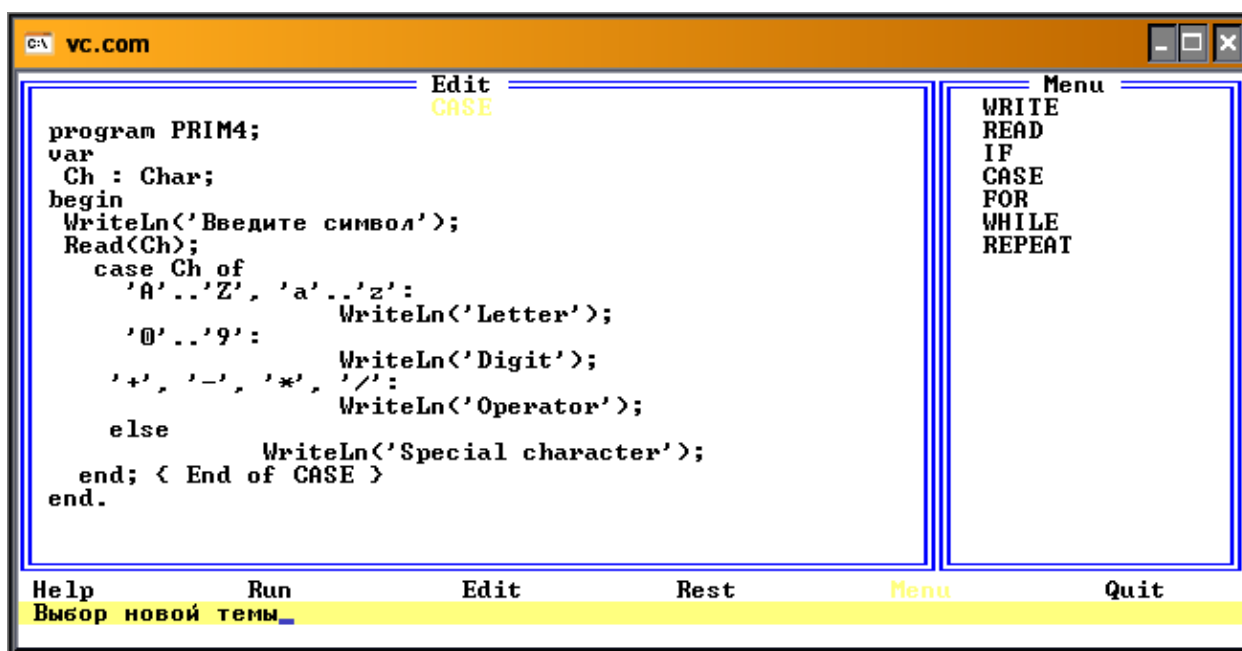 C:\ vc.com
Edit
CASE
program PRIM4;
var
Ch : Char;
begin
WriteLn('Введите символ');
Read(Ch);
case Ch of
'A'..'Z', 'a'..'z':
WriteLn('Letter');
'0'..'9':
WriteLn('Digit');
'+', '-', '*', '/':
WriteLn('Operator');
else
WriteLn('Special character');
end; { End of CASE }
end.
Menu
WRITE
READ
IF
CASE
FOR
WHILE
REPEAT
Help Run Edit Rest Menu Quit
Выбор новой темы_